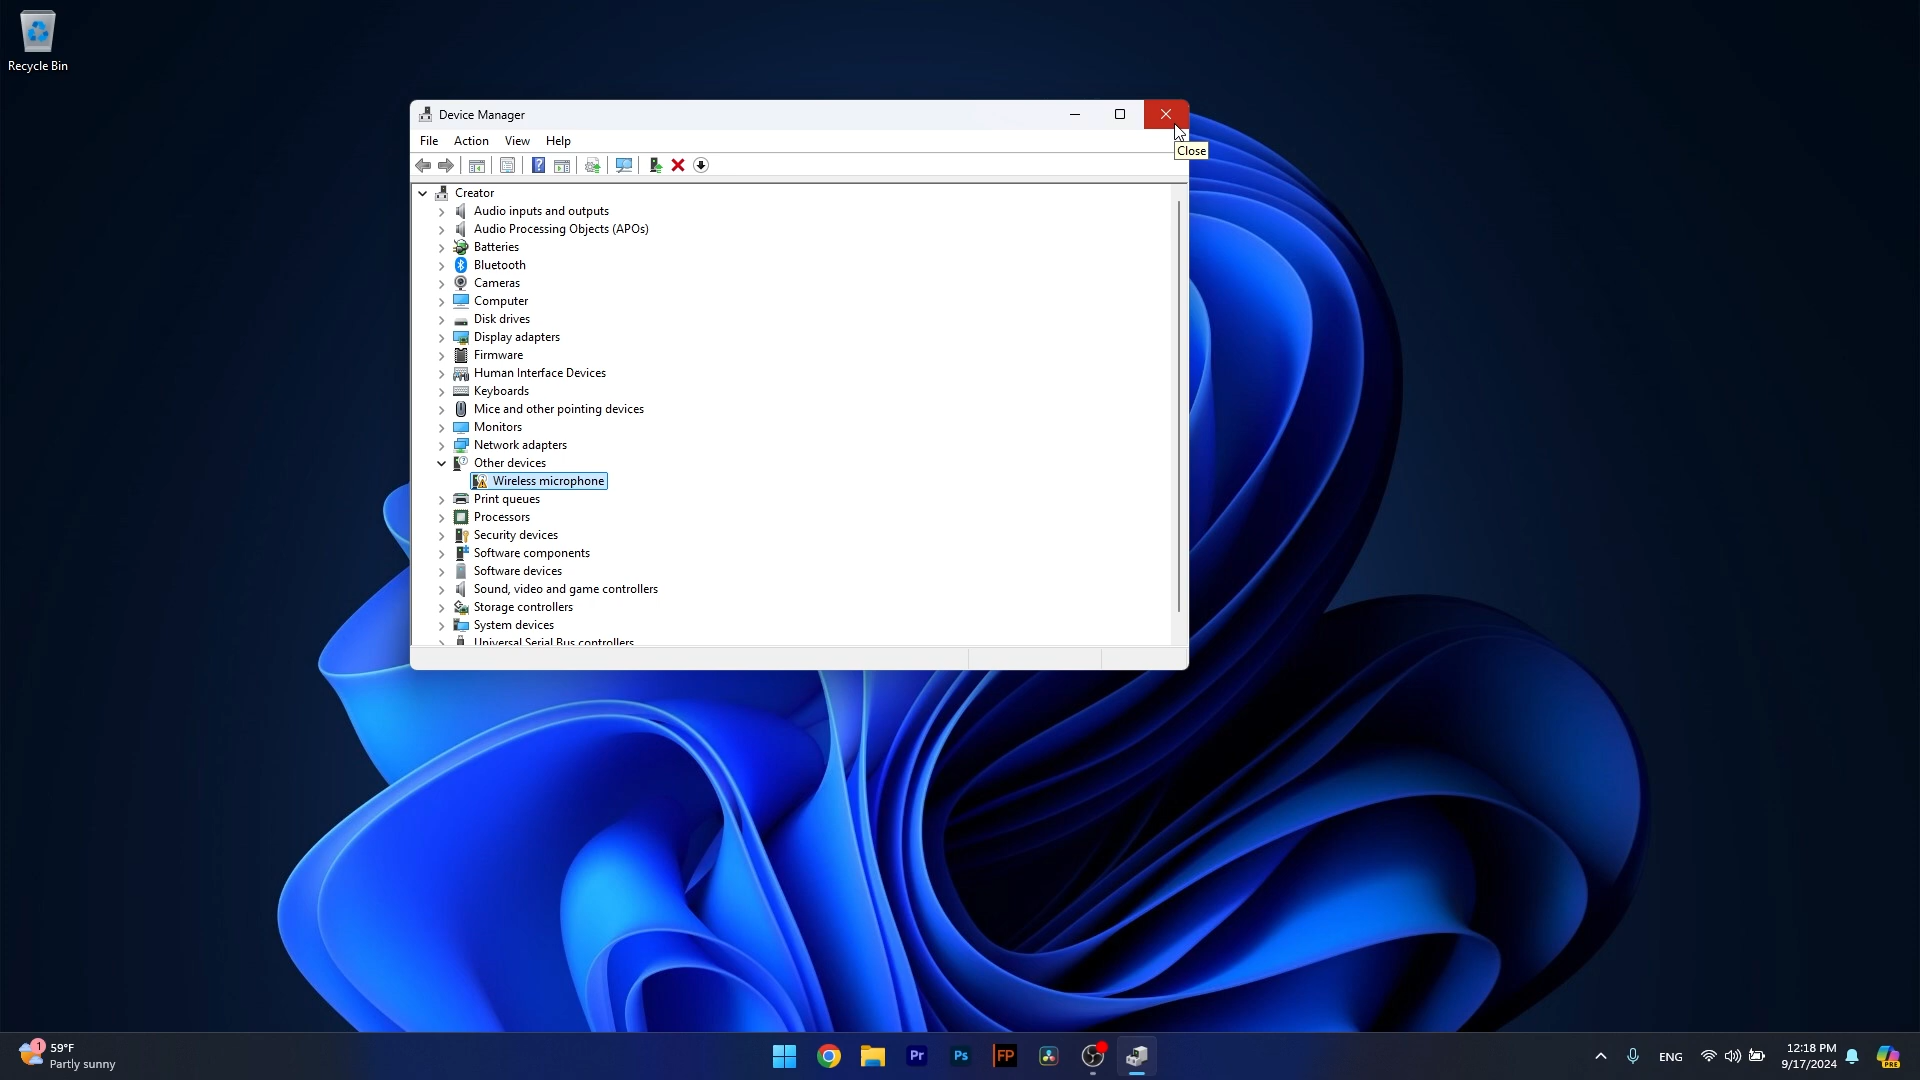 Recycle Bin
Device Manager
Close
File Action View Help
Creator
Audio inputs and outputs
Audio Processing Objects (APOs)
Batteries
Bluetooth
Cameras
Computer
Disk drives
Display adapters
Firmware
Human Interface Devices
Keyboards
Mice and other pointing devices
Monitors
Network adapters
Other devices
Wireless microphone
Print queues
Processors
Security devices
Software components
Software devices
Sound, video and game controllers
Storage controllers
System devices
Universal Serial Bus controllers
1
59°F
Partly sunny
Pr
Ps
FP
ENG
12:18 PM
9/17/2024
PRE